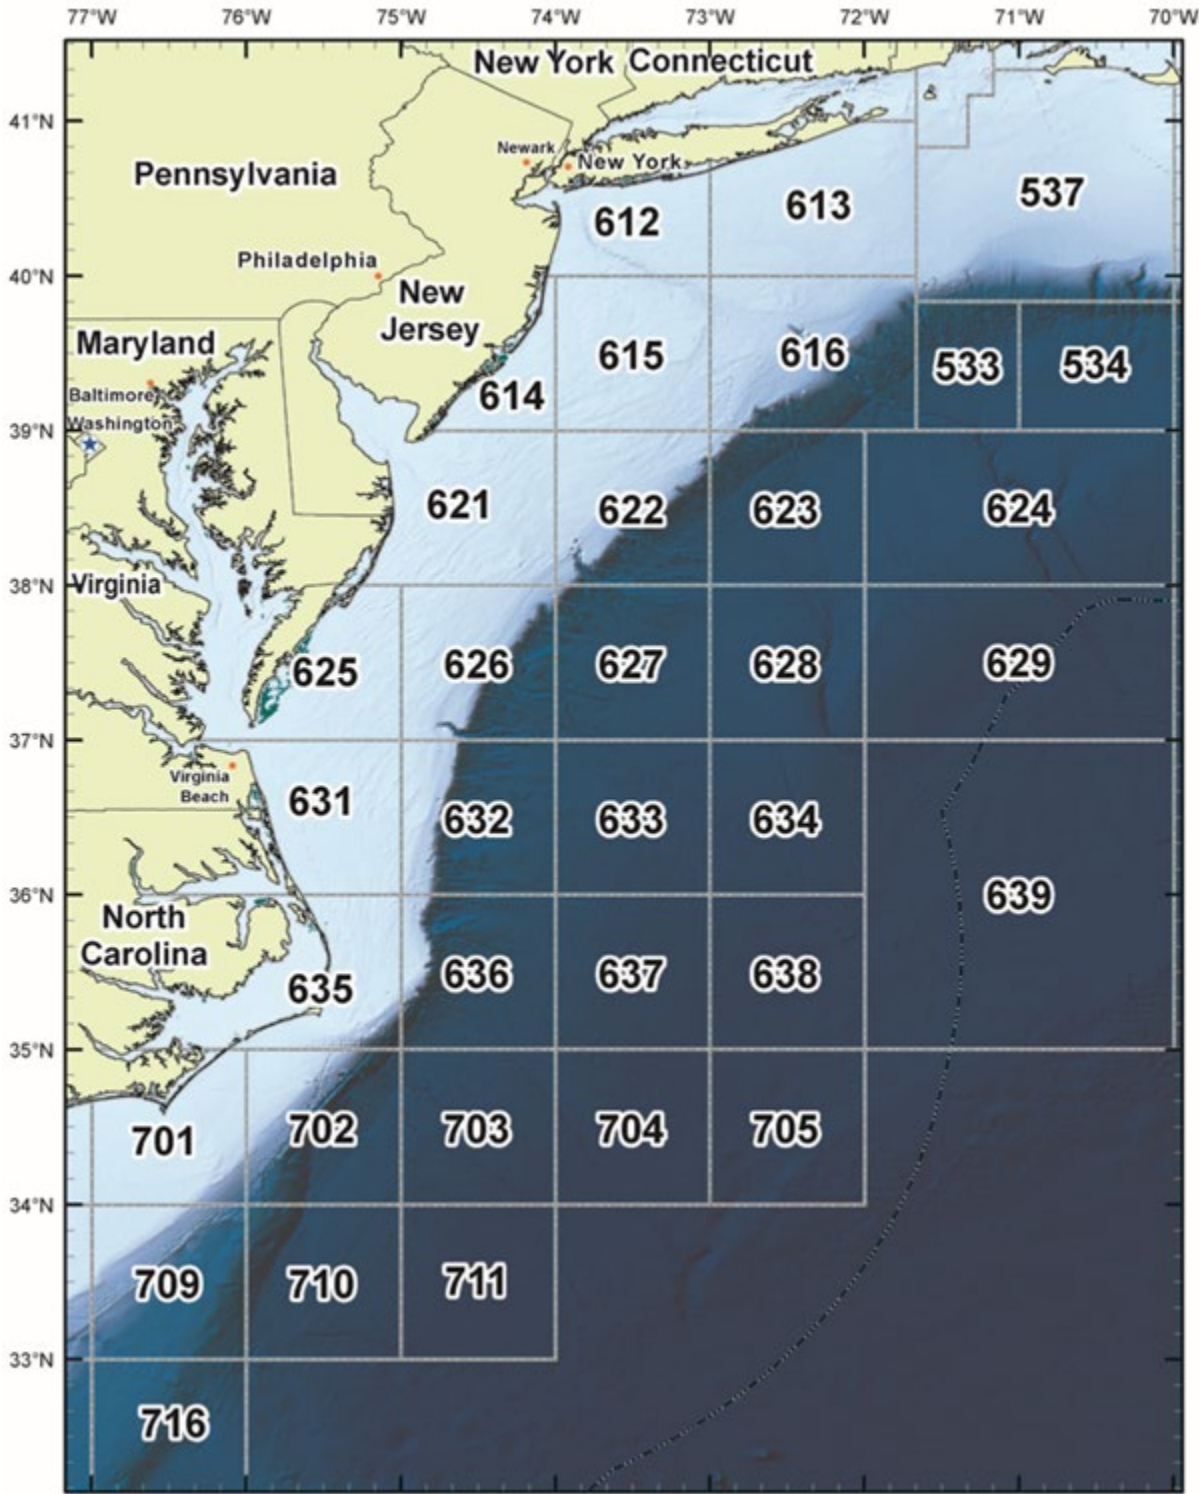 77°W 76°W 75°W 74°W 73°W 72°W 71°W 70°W
New York Connecticut
41°N
Newark
New York
Pennsylvania
537
613
612
Philadelphia
40°N
New
Jersey
Maryland
615
616
533
534
Baltimore
614
Washington
39°N
621
622
623
624
Virginia
38°N
625
626
627
628
629
37°N
Virginia
Beach
631
632
633
634
36°N
639
North
Carolina
635
636
637
638
35°N
701
702
703
704
705
34°N
709
710
711
33°N
716